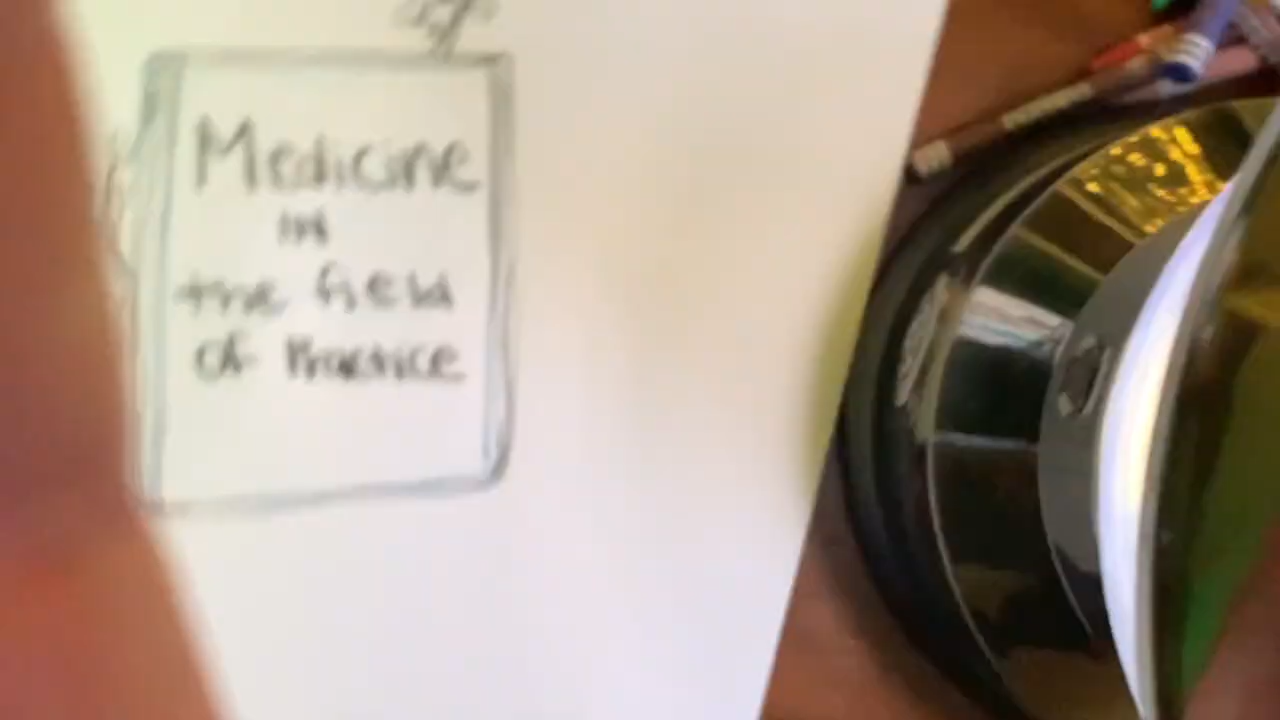 Medicine
in
the field
of Practice